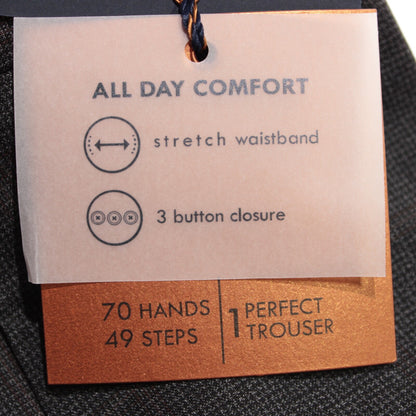 ALL DAY COMFORT
stretch waistband
3 button closure
70 HANDS
49 STEPS
1 PERFECT
TROUSER